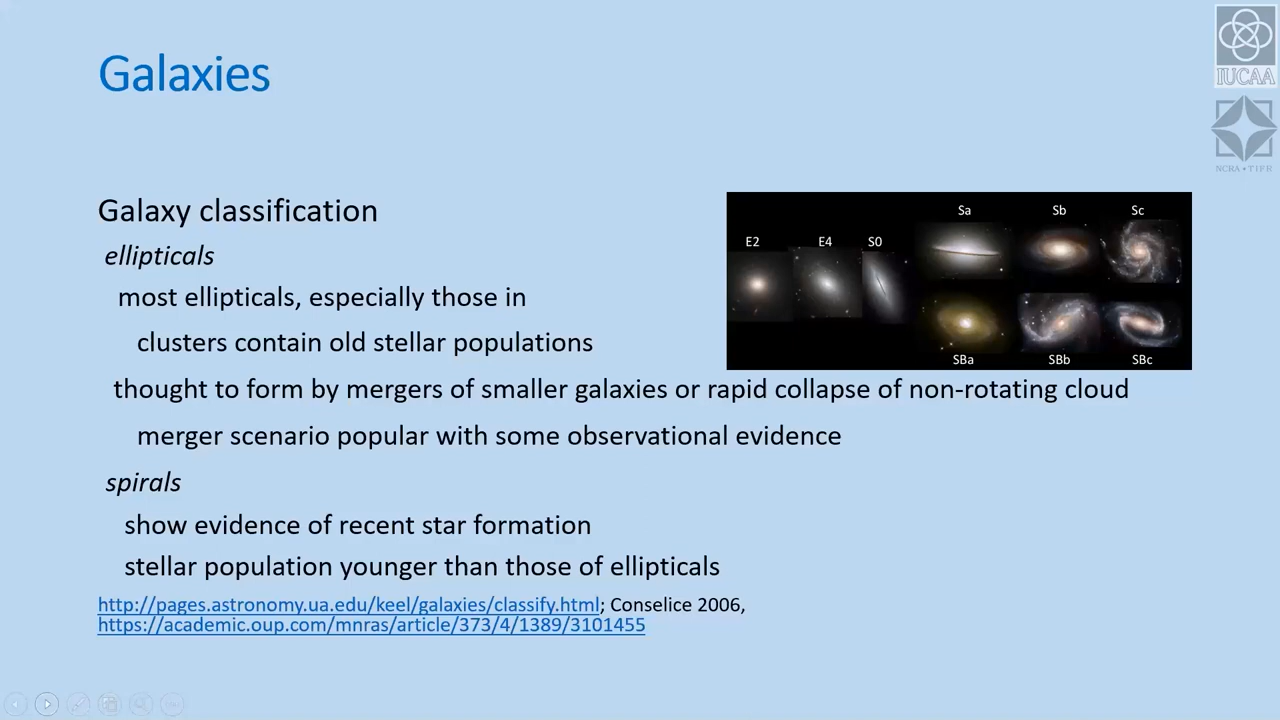 Galaxies
IUCAA
NCRA • TIFR
Galaxy classification
ellipticals
most ellipticals, especially those in
clusters contain old stellar populations
thought to form by mergers of smaller galaxies or rapid collapse of non-rotating cloud
merger scenario popular with some observational evidence
spirals
show evidence of recent star formation
stellar population younger than those of ellipticals
http://pages.astronomy.ua.edu/keel/galaxies/classify.html; Conselice 2006,
https://academic.oup.com/mnras/article/373/4/1389/3101455
Sa Sb Sc
E2 E4 S0
SBa SBb SBc